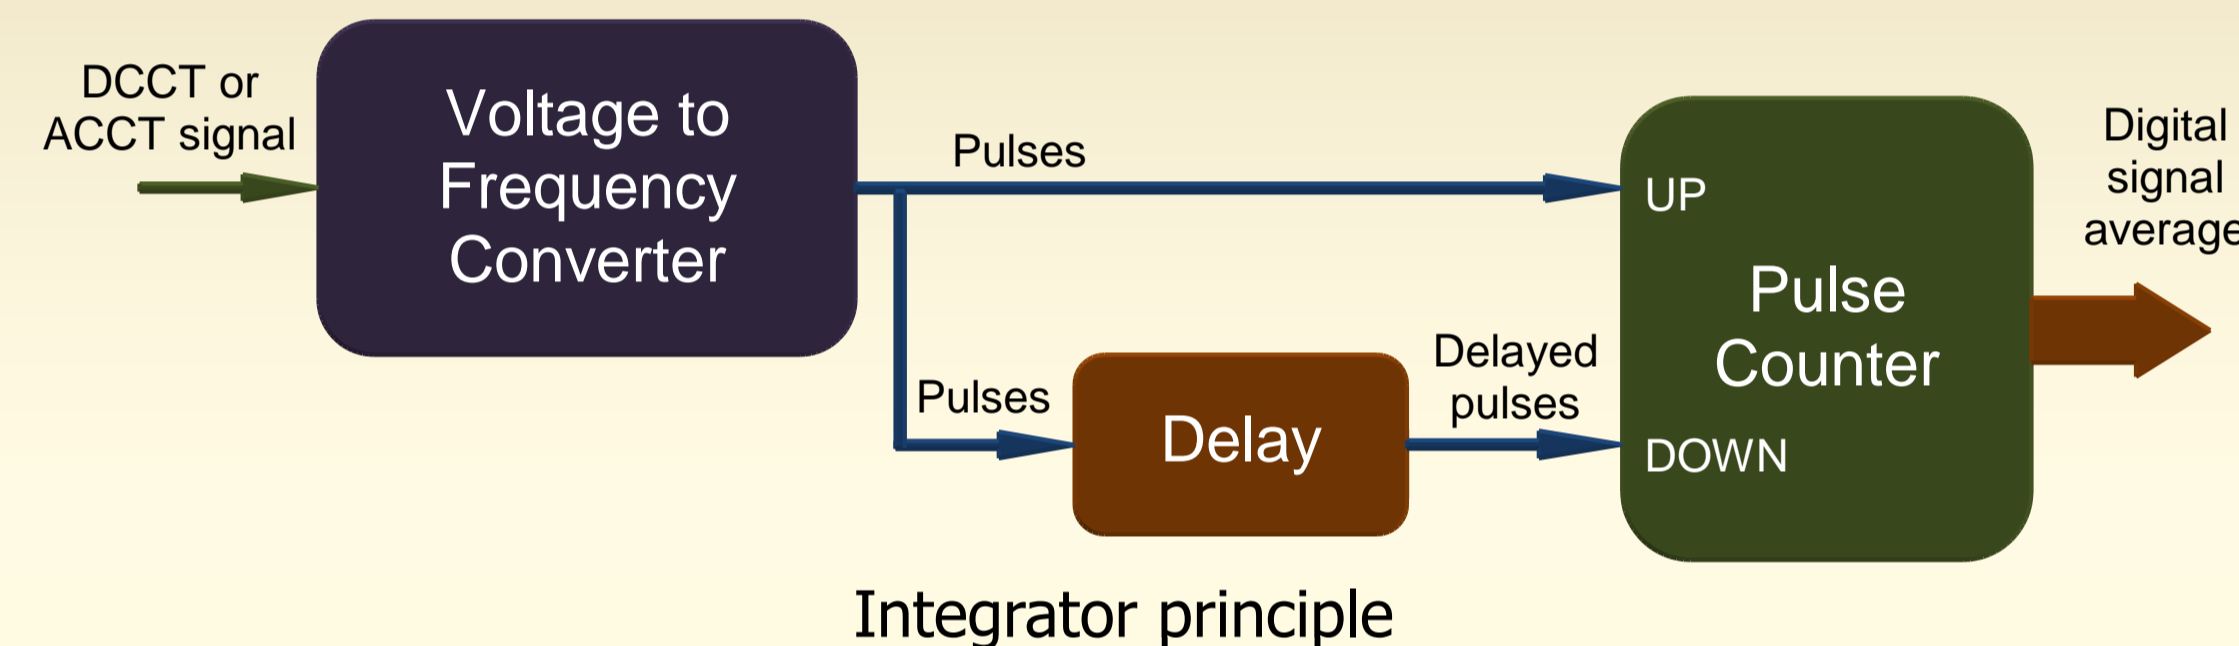 DCCT or
ACCT signal
Voltage to
Frequency
Converter
Pulses
Pulses
Delay
Delayed
pulses
UP
Pulse
Counter
DOWN
Digital
signal
average
Integrator principle